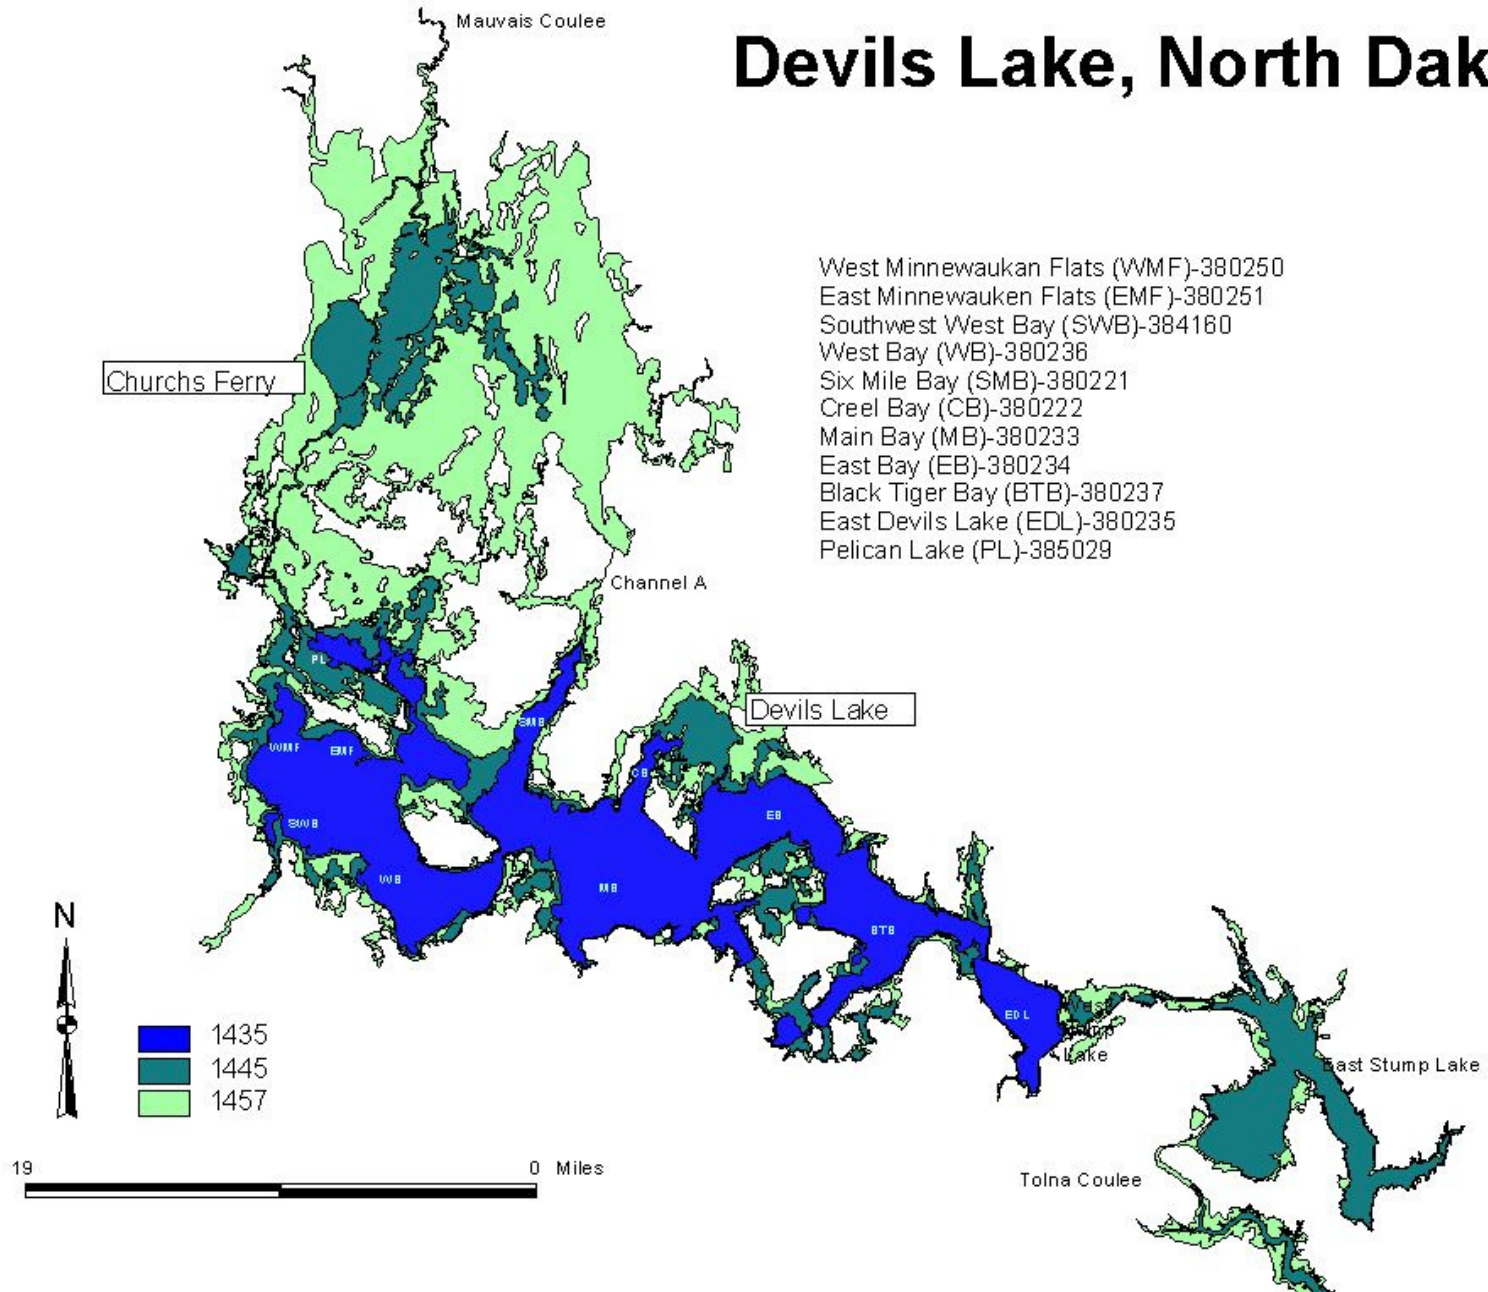 Mauvais Coulee
Devils Lake, North Dak
West Minnewaukan Flats (WMF)-380250
East Minnewauken Flats (EMF)-380251
Southwest West Bay (SWB)-384160
West Bay (WB)-380236
Six Mile Bay (SMB)-380221
Creel Bay (CB)-380222
Main Bay (MB)-380233
East Bay (EB)-380234
Black Tiger Bay (BTB)-380237
East Devils Lake (EDL)-380235
Pelican Lake (PL)-385029
Churchs Ferry
Channel A
PL
Devils Lake
SMB
WMF
EMF
CB
SWB
EB
WB
MB
BTB
N
EDL
West
Stump
Lake
1435
1445
1457
East Stump Lake
19 0 Miles
Tolna Coulee